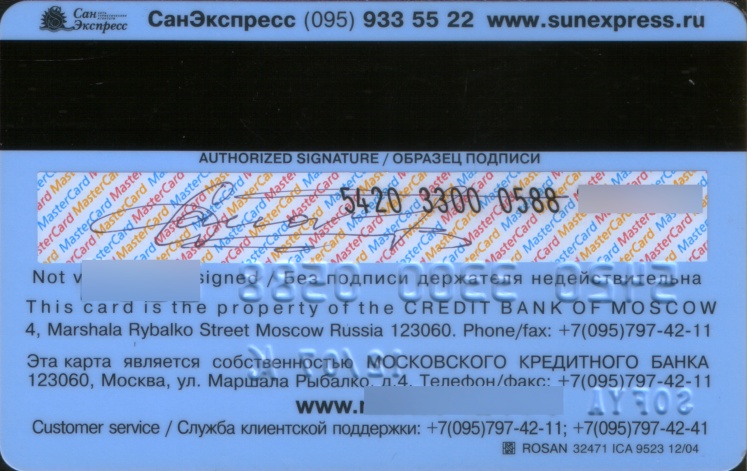 Сан Экспресс СанЭкспресс (095) 933 55 22 www.sunexpress.ru
AUTHORIZED SIGNATURE / ОБРАЗЕЦ ПОДПИСИ
5420 3300 0588
Not signed / Без подписи держателя недействительна
This card is the property of the CREDIT BANK OF MOSCOW
4, Marshala Rybalko Street Moscow Russia 123060. Phone/fax: +7(095)797-42-11
Эта карта является собственностью МОСКОВСКОГО КРЕДИТНОГО БАНКА
123060, Москва, ул. Маршала Рыбалко, д.4. Телефон/факс: +7(095)797-42-11
www.
SOFYA
Customer service / Служба клиентской поддержки: +7(095)797-42-11; +7(095)797-42-41
ROSAN 32471 ICA 9523 12/04